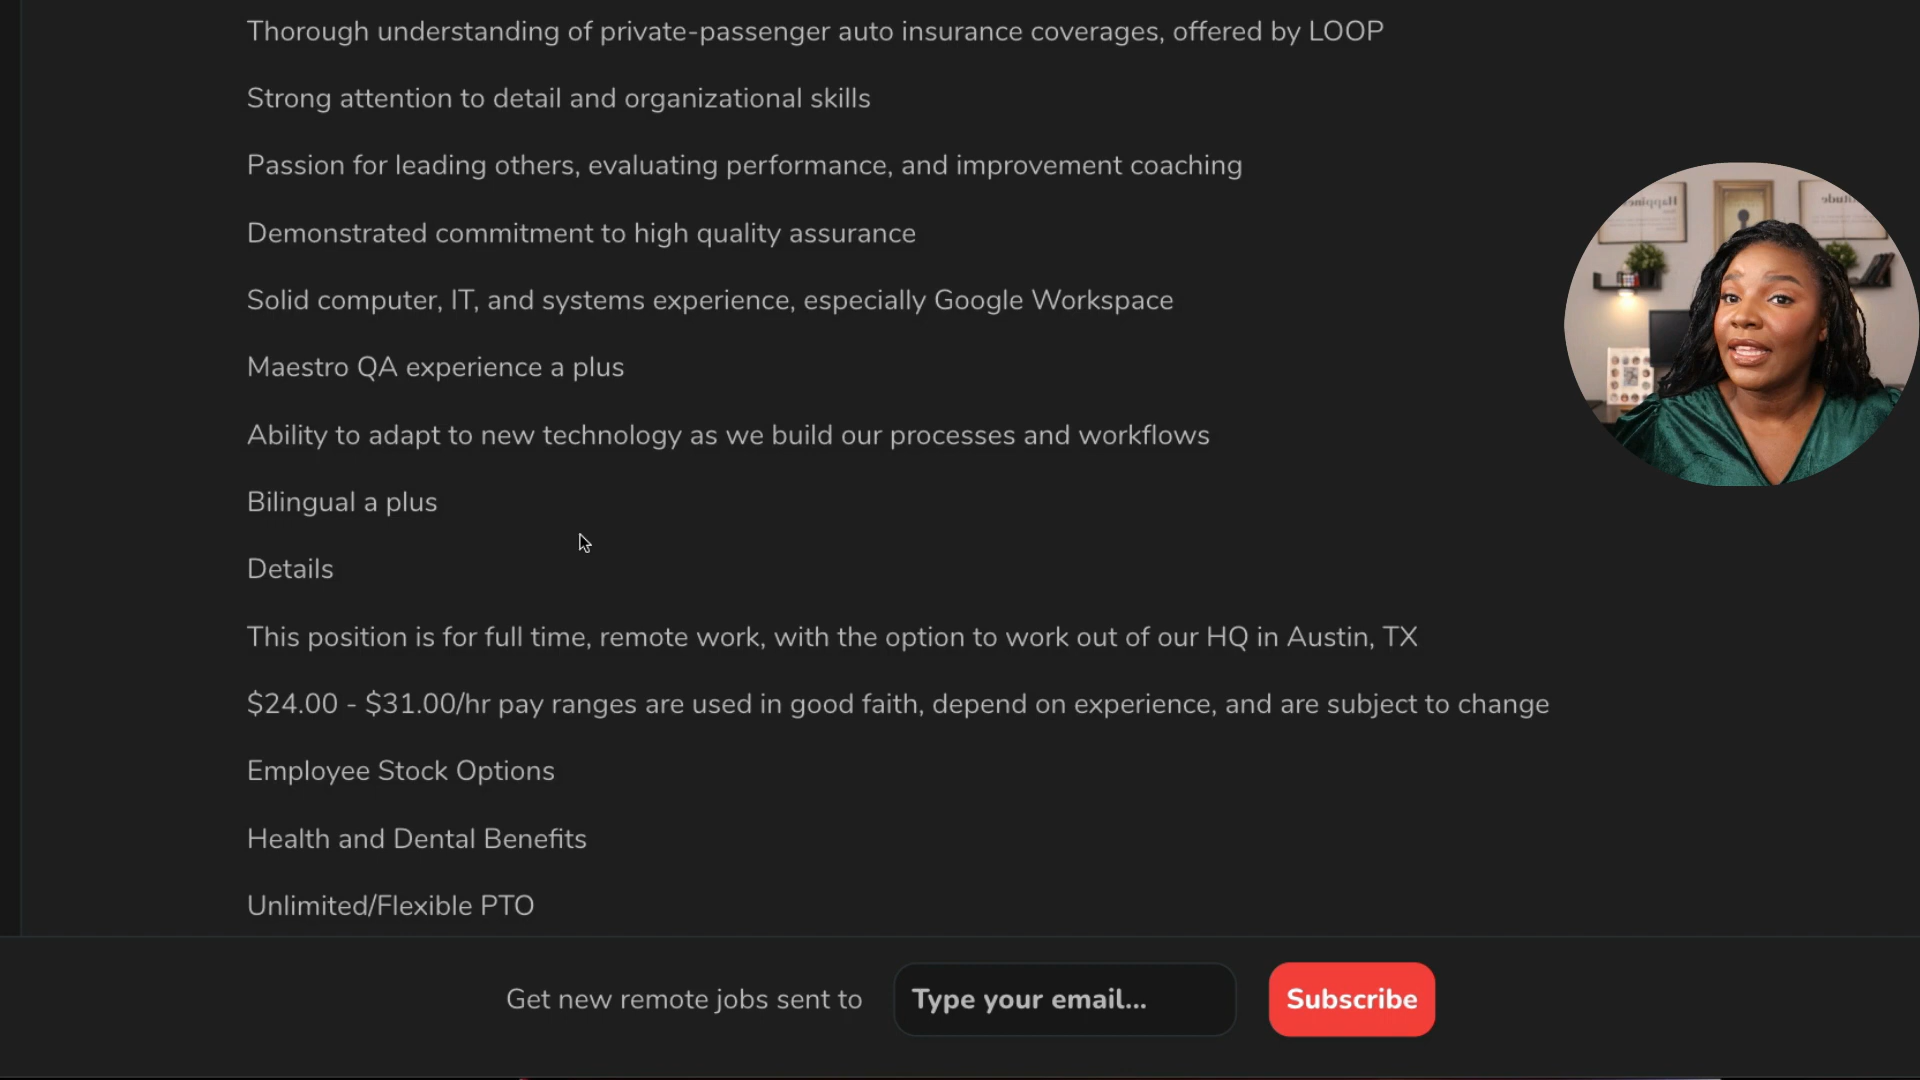 Thorough understanding of private-passenger auto insurance coverages, offered by LOOP
Strong attention to detail and organizational skills
Passion for leading others, evaluating performance, and improvement coaching
Demonstrated commitment to high quality assurance
Solid computer, IT, and systems experience, especially Google Workspace
Maestro QA experience a plus
Ability to adapt to new technology as we build our processes and workflows
Bilingual a plus
Details
This position is for full time, remote work, with the option to work out of our HQ in Austin, TX
$24.00 - $31.00/hr pay ranges are used in good faith, depend on experience, and are subject to change
Employee Stock Options
Health and Dental Benefits
Unlimited/Flexible PTO
Get new remote jobs sent to
Type your email...
Subscribe